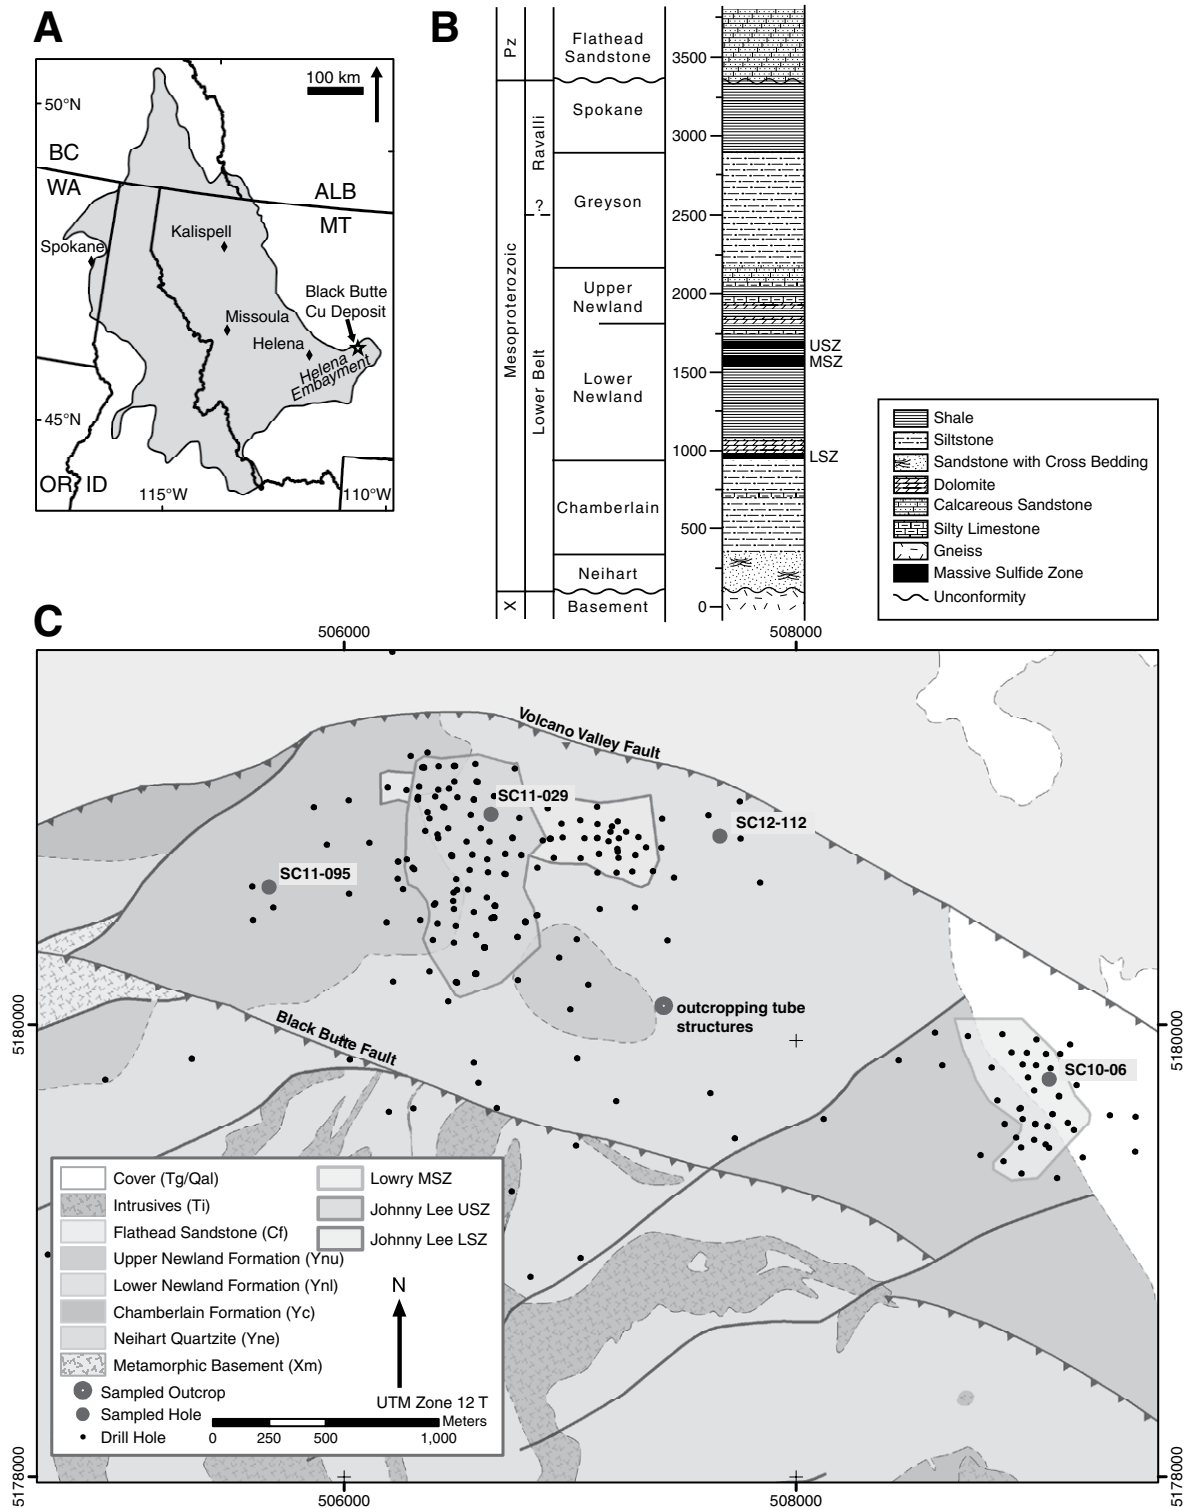 A
100 km
50°N
BC
WA
ALB
MT
Kalispell
Spokane
Black Butte
Cu Deposit
Missoula
Helena
Helena
Embayment
45°N
OR
ID
115°W
110°W
B
Pz
Flathead
Sandstone
3500
Spokane
Ravalli
3000
?
Greyson
2500
Mesoproterozoic
Upper
Newland
2000
USZ
MSZ
Lower
Newland
1500
Lower Belt
1000
LSZ
Chamberlain
500
Neihart
X
Basement
0
Shale
Siltstone
Sandstone with Cross Bedding
Dolomite
Calcareous Sandstone
Silty Limestone
Gneiss
Massive Sulfide Zone
Unconformity
C
506000
508000
Volcano Valley Fault
SC11-029
SC12-112
SC11-095
outcropping tube
structures
5180000
5180000
Black Butte Fault
SC10-06
Cover (Tg/Qal)
Intrusives (Ti)
Flathead Sandstone (Cf)
Upper Newland Formation (Ynu)
Lower Newland Formation (Ynl)
Chamberlain Formation (Yc)
Neihart Quartzite (Yne)
Metamorphic Basement (Xm)
Sampled Outcrop
Sampled Hole
Drill Hole
Lowry MSZ
Johnny Lee USZ
Johnny Lee LSZ
N
UTM Zone 12 T
Meters
0
250
500
1,000
5178000
5178000
506000
508000